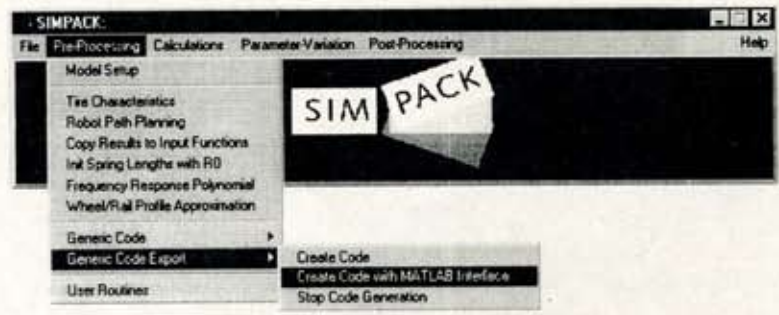 SIMPACK:
File Pre-Processing Calculations Parameter-Variation Post-Processing Help
Model Setup
Tire Characteristics
Robot Path Planning
Copy Results to Input Functions
Init Spring Lengths with R0
Frequency Response Polynomial
Wheel/Rail Profile Approximation
Generic Code
Generic Code Export
User Routines
Create Code
Create Code with MATLAB Interface
Stop Code Generation
SIM PACK